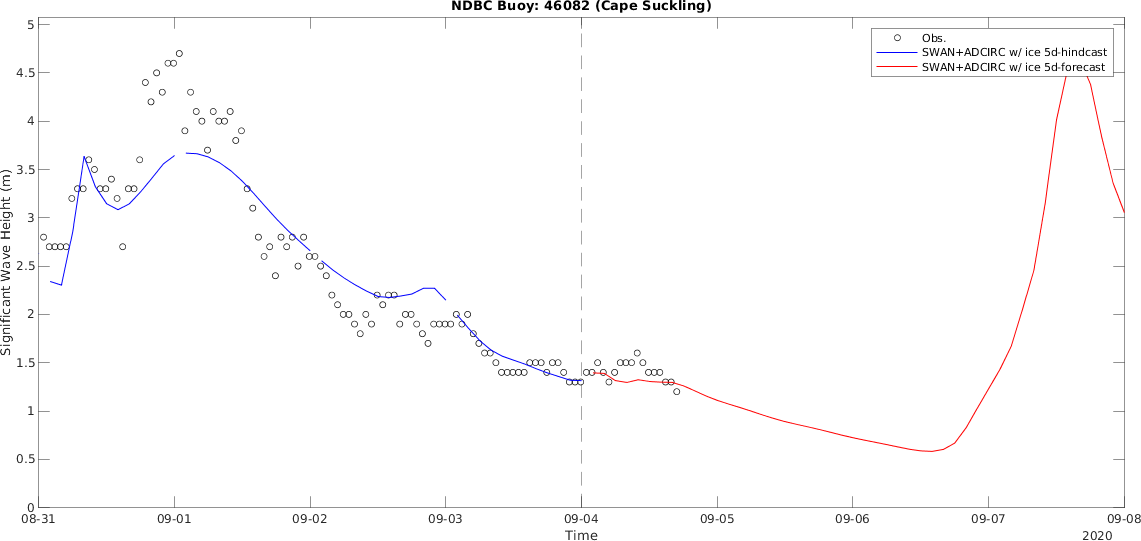 NDBC Buoy: 46082 (Cape Suckling)
Obs.
SWAN+ADCIRC w/ ice 5d-hindcast
SWAN+ADCIRC w/ ice 5d-forecast
Significant Wave Height (m)
5
4.5
4
3.5
3
2.5
2
1.5
1
0.5
0
08-31 09-01 09-02 09-03 09-04 09-05 09-06 09-07 09-08
Time
2020